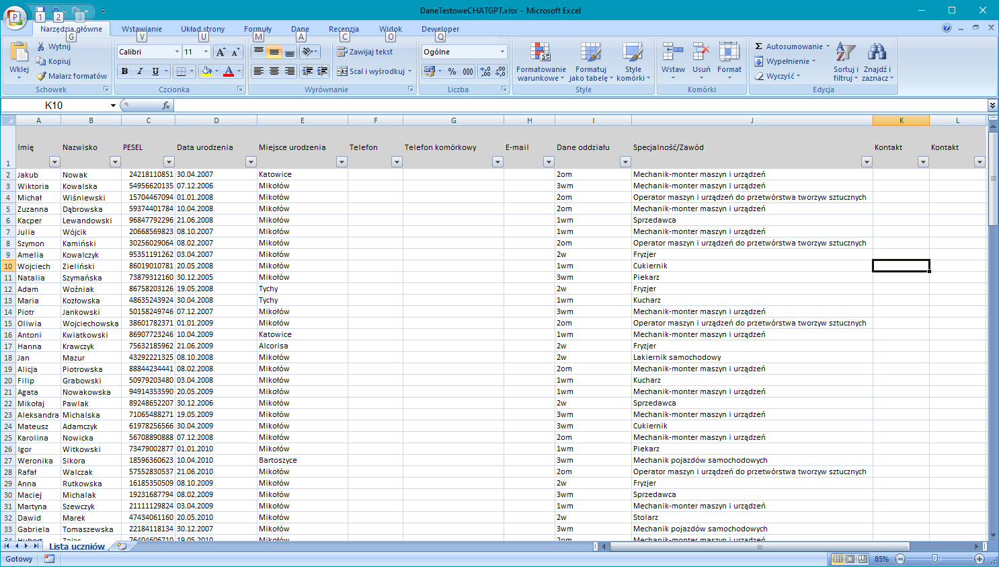 DaneTestoweCHATGPT.xlsx - Microsoft Excel
P 1 2 3
Narzędzia główne Wstawianie Układ strony Formuły Dane Recenzja Widok Deweloper
G V U M A C O Q
Wklej Wytnij
Kopiuj
Malarz formatów
Schowek
Calibri 11
B I U
Czcionka
Zawijaj tekst
Scal i wyśrodkuj
Wyrównanie
Ogólne
% 000
Liczba
Formatowanie warunkowe Formatuj jako tabelę Style komórki
Style
Wstaw Usuń Format
Komórki
Σ Autosumowanie
Wypełnienie
Wyczyść
Sortuj i filtruj Znajdź i zaznacz
Edycja
K10 fx
A B C D E F G H I J K L
1 Imię Nazwisko PESEL Data urodzenia Miejsce urodzenia Telefon Telefon komórkowy E-mail Dane oddziału Specjalność/Zawód Kontakt Kontakt
2 Jakub Nowak 24218110851 30.04.2007 Katowice 2om Mechanik-monter maszyn i urządzeń
3 Wiktoria Kowalska 54956620135 07.12.2006 Mikołów 3wm Mechanik-monter maszyn i urządzeń
4 Michał Wiśniewski 15704467094 01.01.2008 Mikołów 2om Operator maszyn i urządzeń do przetwórstwa tworzyw sztucznych
5 Zuzanna Dąbrowska 59374401784 10.04.2008 Mikołów 2om Mechanik-monter maszyn i urządzeń
6 Kacper Lewandowski 96847792296 21.06.2008 Mikołów 1wm Sprzedawca
7 Julia Wójcik 20668569823 08.10.2007 Mikołów 1wm Mechanik-monter maszyn i urządzeń
8 Szymon Kamiński 30256029064 08.02.2007 Mikołów 2om Operator maszyn i urządzeń do przetwórstwa tworzyw sztucznych
9 Amelia Kowalczyk 95351191262 03.04.2007 Mikołów 2w Fryzjer
10 Wojciech Zieliński 86019010781 20.05.2008 Mikołów 1wm Cukiernik
11 Natalia Szymańska 73879312160 30.12.2005 Mikołów 3wm Piekarz
12 Adam Woźniak 86758203126 19.05.2008 Tychy 2w Fryzjer
13 Maria Kozłowska 48635243924 30.04.2008 Tychy 1wm Kucharz
14 Piotr Jankowski 50158249746 07.12.2007 Mikołów 3wm Mechanik-monter maszyn i urządzeń
15 Oliwia Wojciechowska 38601782371 01.01.2009 Mikołów 2om Operator maszyn i urządzeń do przetwórstwa tworzyw sztucznych
16 Antoni Kwiatkowski 86907723246 10.04.2009 Katowice 1wm Mechanik-monter maszyn i urządzeń
17 Hanna Krawczyk 75632185962 21.06.2009 Alcorisa 2w Fryzjer
18 Jan Mazur 43292221325 08.10.2008 Mikołów 2w Lakiernik samochodowy
19 Alicja Piotrowska 88844234441 08.02.2008 Mikołów 2om Mechanik-monter maszyn i urządzeń
20 Filip Grabowski 50979203480 03.04.2008 Mikołów 1wm Kucharz
21 Agata Nowakowska 94914353590 20.05.2009 Mikołów 1wm Mechanik-monter maszyn i urządzeń
22 Mikołaj Pawlak 89248652207 30.12.2006 Mikołów 2w Sprzedawca
23 Aleksandra Michalska 71065488271 19.05.2009 Mikołów 3wm Mechanik-monter maszyn i urządzeń
24 Mateusz Adamczyk 61978256566 30.04.2009 Mikołów 3wm Cukiernik
25 Karolina Nowicka 56708890888 07.12.2008 Mikołów 2om Mechanik-monter maszyn i urządzeń
26 Igor Witkowski 73479002877 01.01.2010 Mikołów 1wm Piekarz
27 Weronika Sikora 18596360623 10.04.2010 Bartoszyce 3wm Mechanik pojazdów samochodowych
28 Rafał Walczak 57552830537 21.06.2010 Mikołów 2om Operator maszyn i urządzeń do przetwórstwa tworzyw sztucznych
29 Anna Rutkowska 16185350509 08.10.2009 Mikołów 2w Fryzjer
30 Maciej Michalak 19231687794 08.02.2009 Mikołów 3wm Sprzedawca
31 Martyna Szewczyk 21111129824 03.04.2009 Mikołów 1wm Mechanik-monter maszyn i urządzeń
32 Dawid Marek 47434061160 20.05.2010 Mikołów 2w Stolarz
33 Gabriela Tomaszewska 22184118134 30.12.2007 Mikołów 3wm Mechanik pojazdów samochodowych
34 Hubert Zając 76404606710 19.05.2010 Mikołów 2om Mechanik-monter maszyn i urządzeń
Lista uczniów
Gotowy 85%